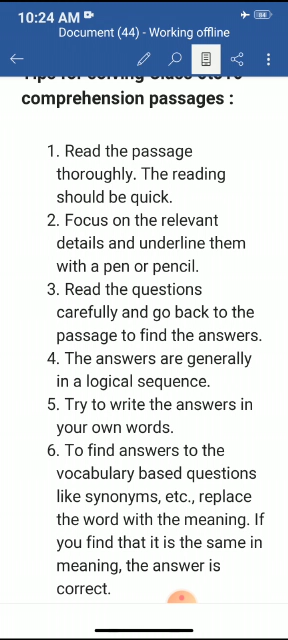 10:24 AM
84
Document (44) - Working offline
comprehension passages :
1. Read the passage
thoroughly. The reading
should be quick.
2. Focus on the relevant
details and underline them
with a pen or pencil.
3. Read the questions
carefully and go back to the
passage to find the answers.
4. The answers are generally
in a logical sequence.
5. Try to write the answers in
your own words.
6. To find answers to the
vocabulary based questions
like synonyms, etc., replace
the word with the meaning. If
you find that it is the same in
meaning, the answer is
correct.